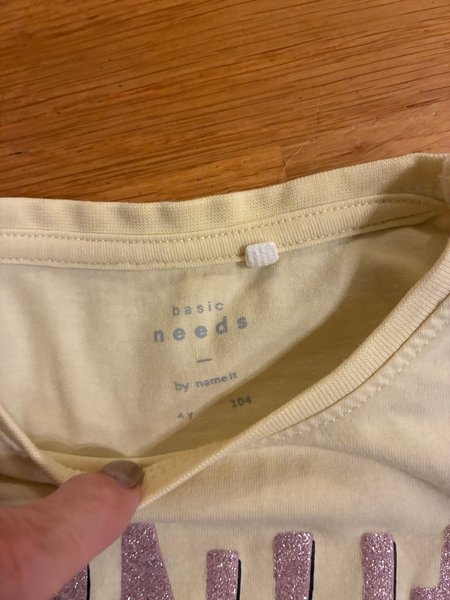 basic
needs
by name it
4Y 104